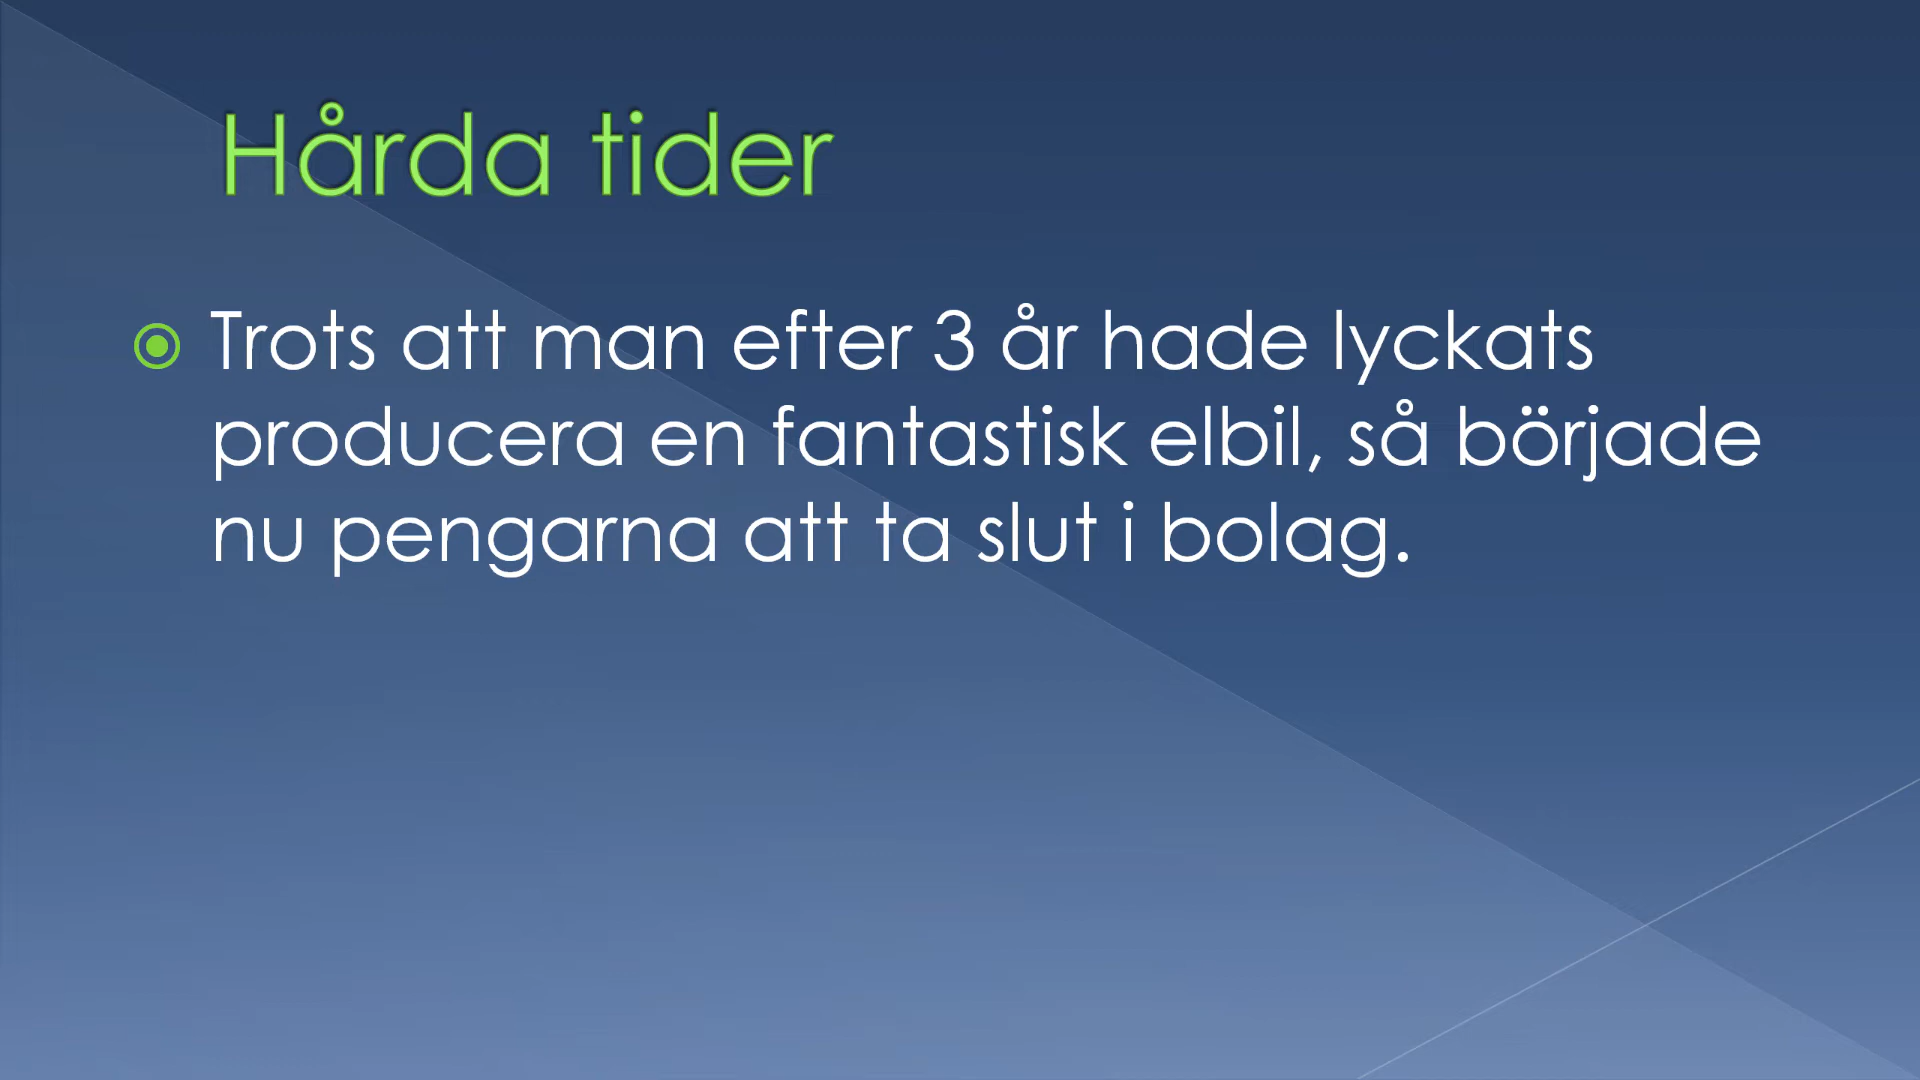 Hårda tider
Trots att man efter 3 år hade lyckats
producera en fantastisk elbil, så började
nu pengarna att ta slut i bolag.